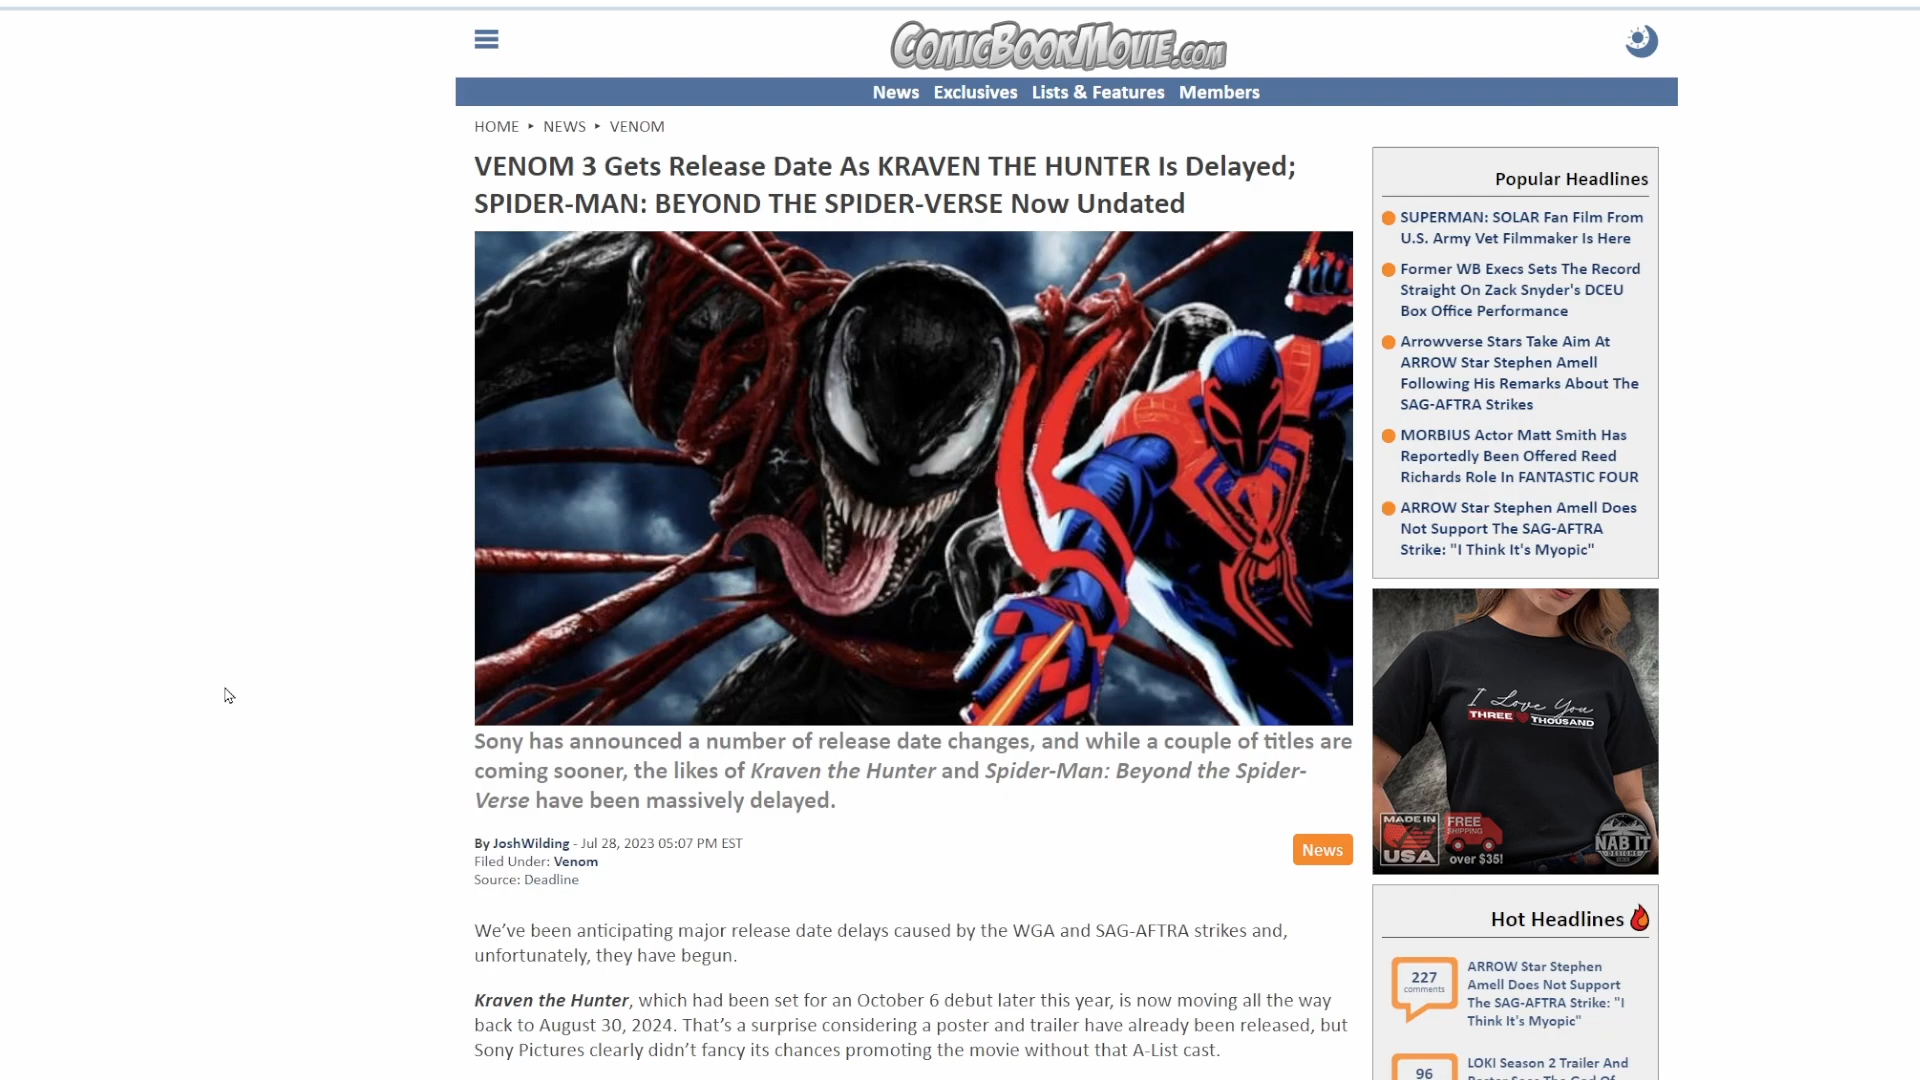 COMICBOOKMOVIE.COM
News Exclusives Lists & Features Members
HOME ▸ NEWS ▸ VENOM
VENOM 3 Gets Release Date As KRAVEN THE HUNTER Is Delayed;
SPIDER-MAN: BEYOND THE SPIDER-VERSE Now Undated
Sony has announced a number of release date changes, and while a couple of titles are
coming sooner, the likes of Kraven the Hunter and Spider-Man: Beyond the Spider-
Verse have been massively delayed.
By JoshWilding - Jul 28, 2023 05:07 PM EST
Filed Under: Venom
Source: Deadline
News
We've been anticipating major release date delays caused by the WGA and SAG-AFTRA strikes and,
unfortunately, they have begun.
Kraven the Hunter, which had been set for an October 6 debut later this year, is now moving all the way
back to August 30, 2024. That's a surprise considering a poster and trailer have already been released, but
Sony Pictures clearly didn't fancy its chances promoting the movie without that A-List cast.
Popular Headlines
SUPERMAN: SOLAR Fan Film From
U.S. Army Vet Filmmaker Is Here
Former WB Execs Sets The Record
Straight On Zack Snyder's DCEU
Box Office Performance
Arrowverse Stars Take Aim At
ARROW Star Stephen Amell
Following His Remarks About The
SAG-AFTRA Strikes
MORBIUS Actor Matt Smith Has
Reportedly Been Offered Reed
Richards Role In FANTASTIC FOUR
ARROW Star Stephen Amell Does
Not Support The SAG-AFTRA
Strike: "I Think It's Myopic"
I Love You
THREE THOUSAND
MADE IN
USA
FREE
SHIPPING
over $35!
NAB IT
DESIGNS
Hot Headlines
227
comments
ARROW Star Stephen
Amell Does Not Support
The SAG-AFTRA Strike: "I
Think It's Myopic"
96
LOKI Season 2 Trailer And